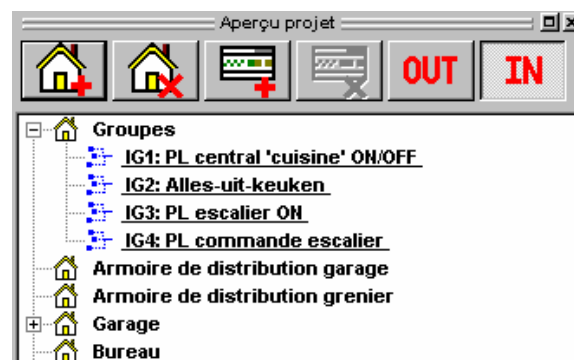 Aperçu projet
OUT IN
Groupes
IG1: PL central 'cuisine' ON/OFF
IG2: Alles-uit-keuken
IG3: PL escalier ON
IG4: PL commande escalier
Armoire de distribution garage
Armoire de distribution grenier
Garage
Bureau